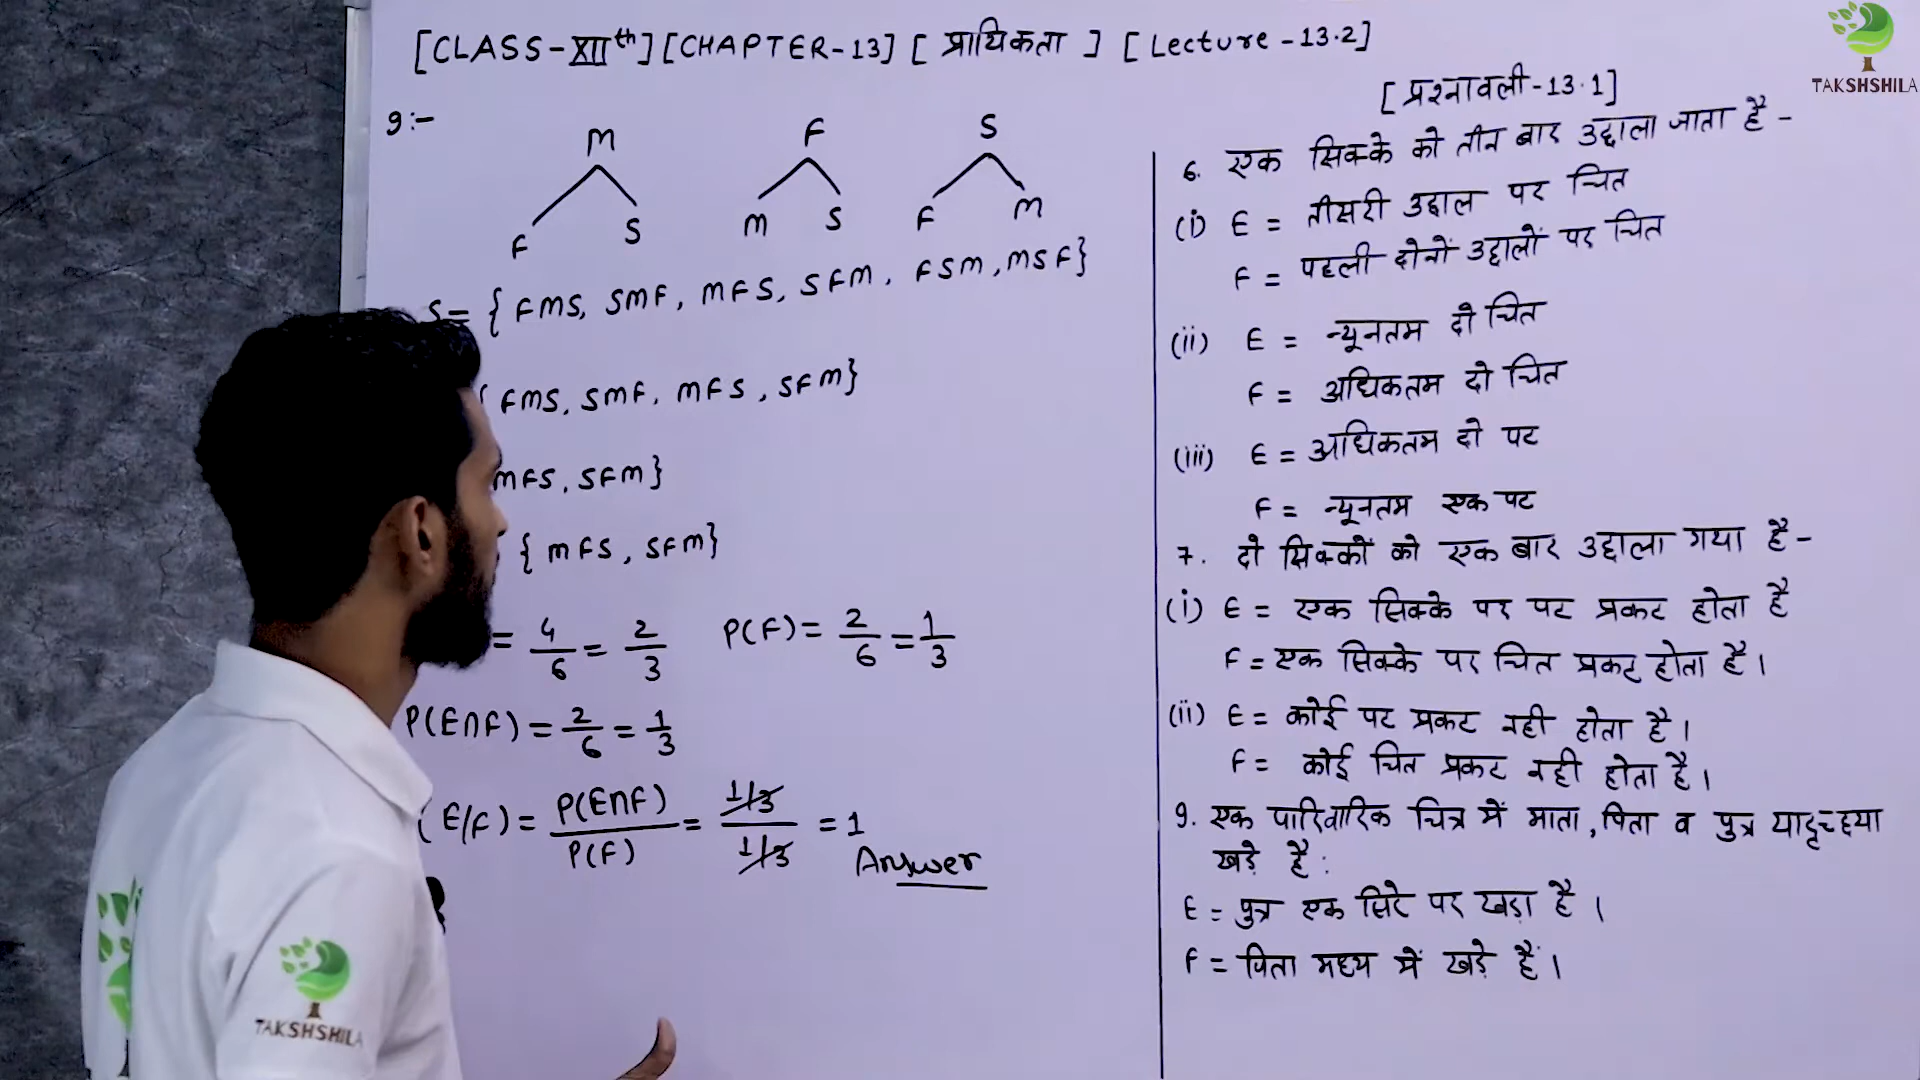 [CLASS-XIIth] [CHAPTER-13] [ प्रायिकता ] [ Lecture -13.2]
TAKSHSHILA
[ प्रश्नावली-13.1]
9:-
M
F S
F
M S
S
F M
S= { FMS, SMF, MFS, SFM, FSM, MSF}
{ FMS, SMF, MFS, SFM}
MFS, SFM}
{ MFS, SFM}
= 4/6 = 2/3 P(F) = 2/6 = 1/3
P(E∩F) = 2/6 = 1/3
( E/F) = P(E∩F)/P(F) = 1/3 / 1/3 = 1
Answer
6. एक सिक्के को तीन बार उछाला जाता है -
(i) E = तीसरी उछाल पर चित
F = पहली दोनों उछालों पर चित
(ii) E = न्यूनतम दो चित
F = अधिकतम दो चित
(iii) E = अधिकतम दो पट
F = न्यूनतम एक पट
7. दो सिक्कों को एक बार उछाला गया है -
(i) E = एक सिक्के पर पट प्रकट होता है
F = एक सिक्के पर चित प्रकट होता है।
(ii) E = कोई पट प्रकट नही होता है।
F = कोई चित प्रकट नही होता है।
9. एक पारिवारिक चित्र में माता, पिता व पुत्र यादृच्छया
खड़े हैं :
E = पुत्र एक सिरे पर खड़ा है।
F = पिता मध्य में खड़े हैं।
TAKSHSHILA